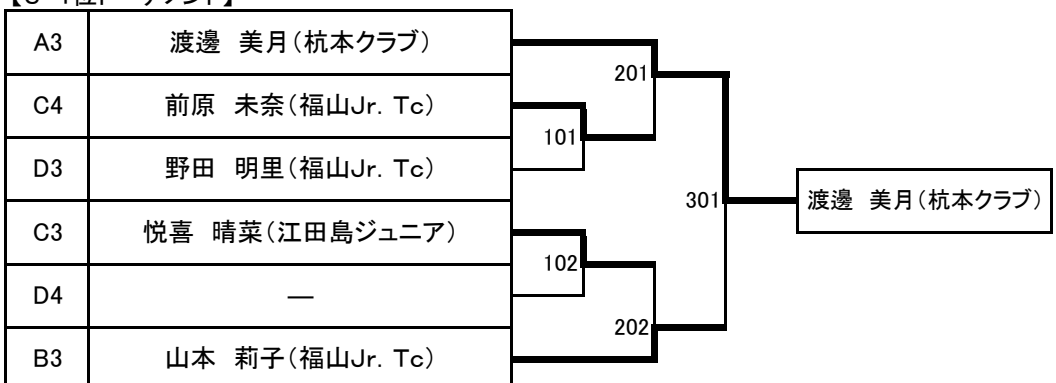 A3 渡邊 美月(杭本クラブ)
201
C4 前原 未奈(福山Jr. Tc)
101
D3 野田 明里(福山Jr. Tc)
301 渡邊 美月(杭本クラブ)
C3 悦喜 晴菜(江田島ジュニア)
102
D4 ―
202
B3 山本 莉子(福山Jr. Tc)